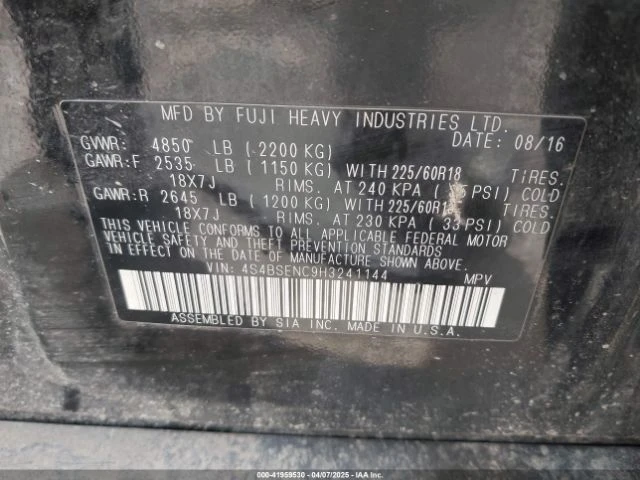 MFD BY FUJI HEAVY INDUSTRIES LTD.
DATE: 08/16
GVWR: 4850 LB ( 2200 KG)
GAWR:F 2535 LB ( 1150 KG) WITH 225/60R18 TIRES.
18X7J RIMS. AT 240 KPA ( PSI) COLD
GAWR:R 2645 LB ( 1200 KG) WITH TIRES.
18X7J RIMS. AT 230 KPA ( 33 PSI) COLD
THIS VEHICLE CONFORMS TO ALL APPLICABLE FEDERAL MOTOR
VEHICLE SAFETY AND THEFT PREVENTION STANDARDS
IN EFFECT ON THE DATE OF MANUFACTURE SHOWN ABOVE.
VIN: 4S4BSENC9H3241144 MPV
ASSEMBLED BY SIA INC. MADE IN U.S.A.
000-41959530 04/07/2025 IAAI.com